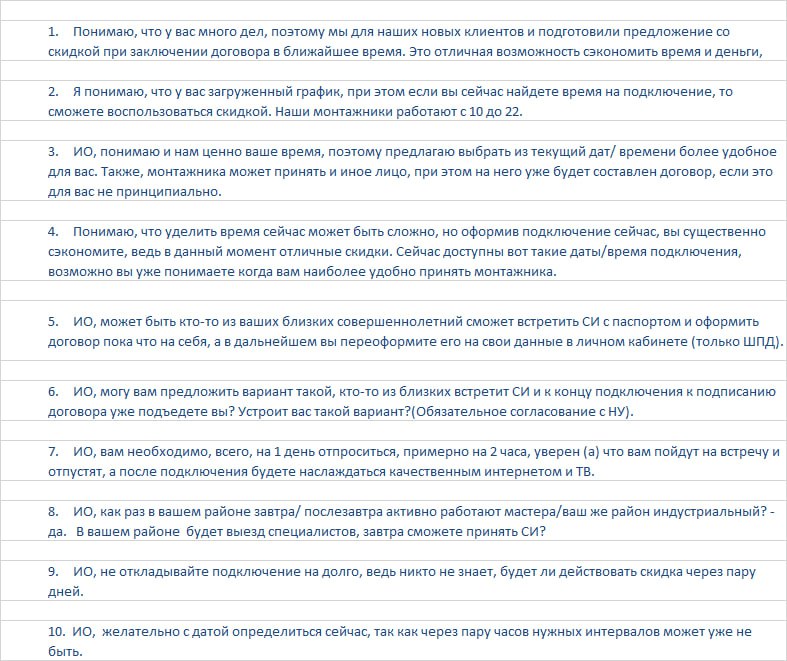 1. Понимаю, что у вас много дел, поэтому мы для наших новых клиентов и подготовили предложение со
скидкой при заключении договора в ближайшее время. Это отличная возможность сэкономить время и деньги,
2. Я понимаю, что у вас загруженный график, при этом если вы сейчас найдете время на подключение, то
сможете воспользоваться скидкой. Наши монтажники работают с 10 до 22.
3. ИО, понимаю и нам ценно ваше время, поэтому предлагаю выбрать из текущий дат/ времени более удобное
для вас. Также, монтажника может принять и иное лицо, при этом на него уже будет составлен договор, если это
для вас не принципиально.
4. Понимаю, что уделить время сейчас может быть сложно, но оформив подключение сейчас, вы существенно
сэкономите, ведь в данный момент отличные скидки. Сейчас доступны вот такие даты/время подключения,
возможно вы уже понимаете когда вам наиболее удобно принять монтажника.
5. ИО, может быть кто-то из ваших близких совершеннолетний сможет встретить СИ с паспортом и оформить
договор пока что на себя, а в дальнейшем вы переоформите его на свои данные в личном кабинете (только ШПД).
6. ИО, могу вам предложить вариант такой, кто-то из близких встретит СИ и к концу подключения к подписанию
договора уже подъедете вы? Устроит вас такой вариант?(Обязательное согласование с НУ).
7. ИО, вам необходимо, всего, на 1 день отпроситься, примерно на 2 часа, уверен (а) что вам пойдут на встречу и
отпустят, а после подключения будете наслаждаться качественным интернетом и ТВ.
8. ИО, как раз в вашем районе завтра/ послезавтра активно работают мастера/ваш же район индустриальный? -
да. В вашем районе будет выезд специалистов, завтра сможете принять СИ?
9. ИО, не откладывайте подключение на долго, ведь никто не знает, будет ли действовать скидка через пару
дней.
10. ИО, желательно с датой определиться сейчас, так как через пару часов нужных интервалов может уже не
быть.